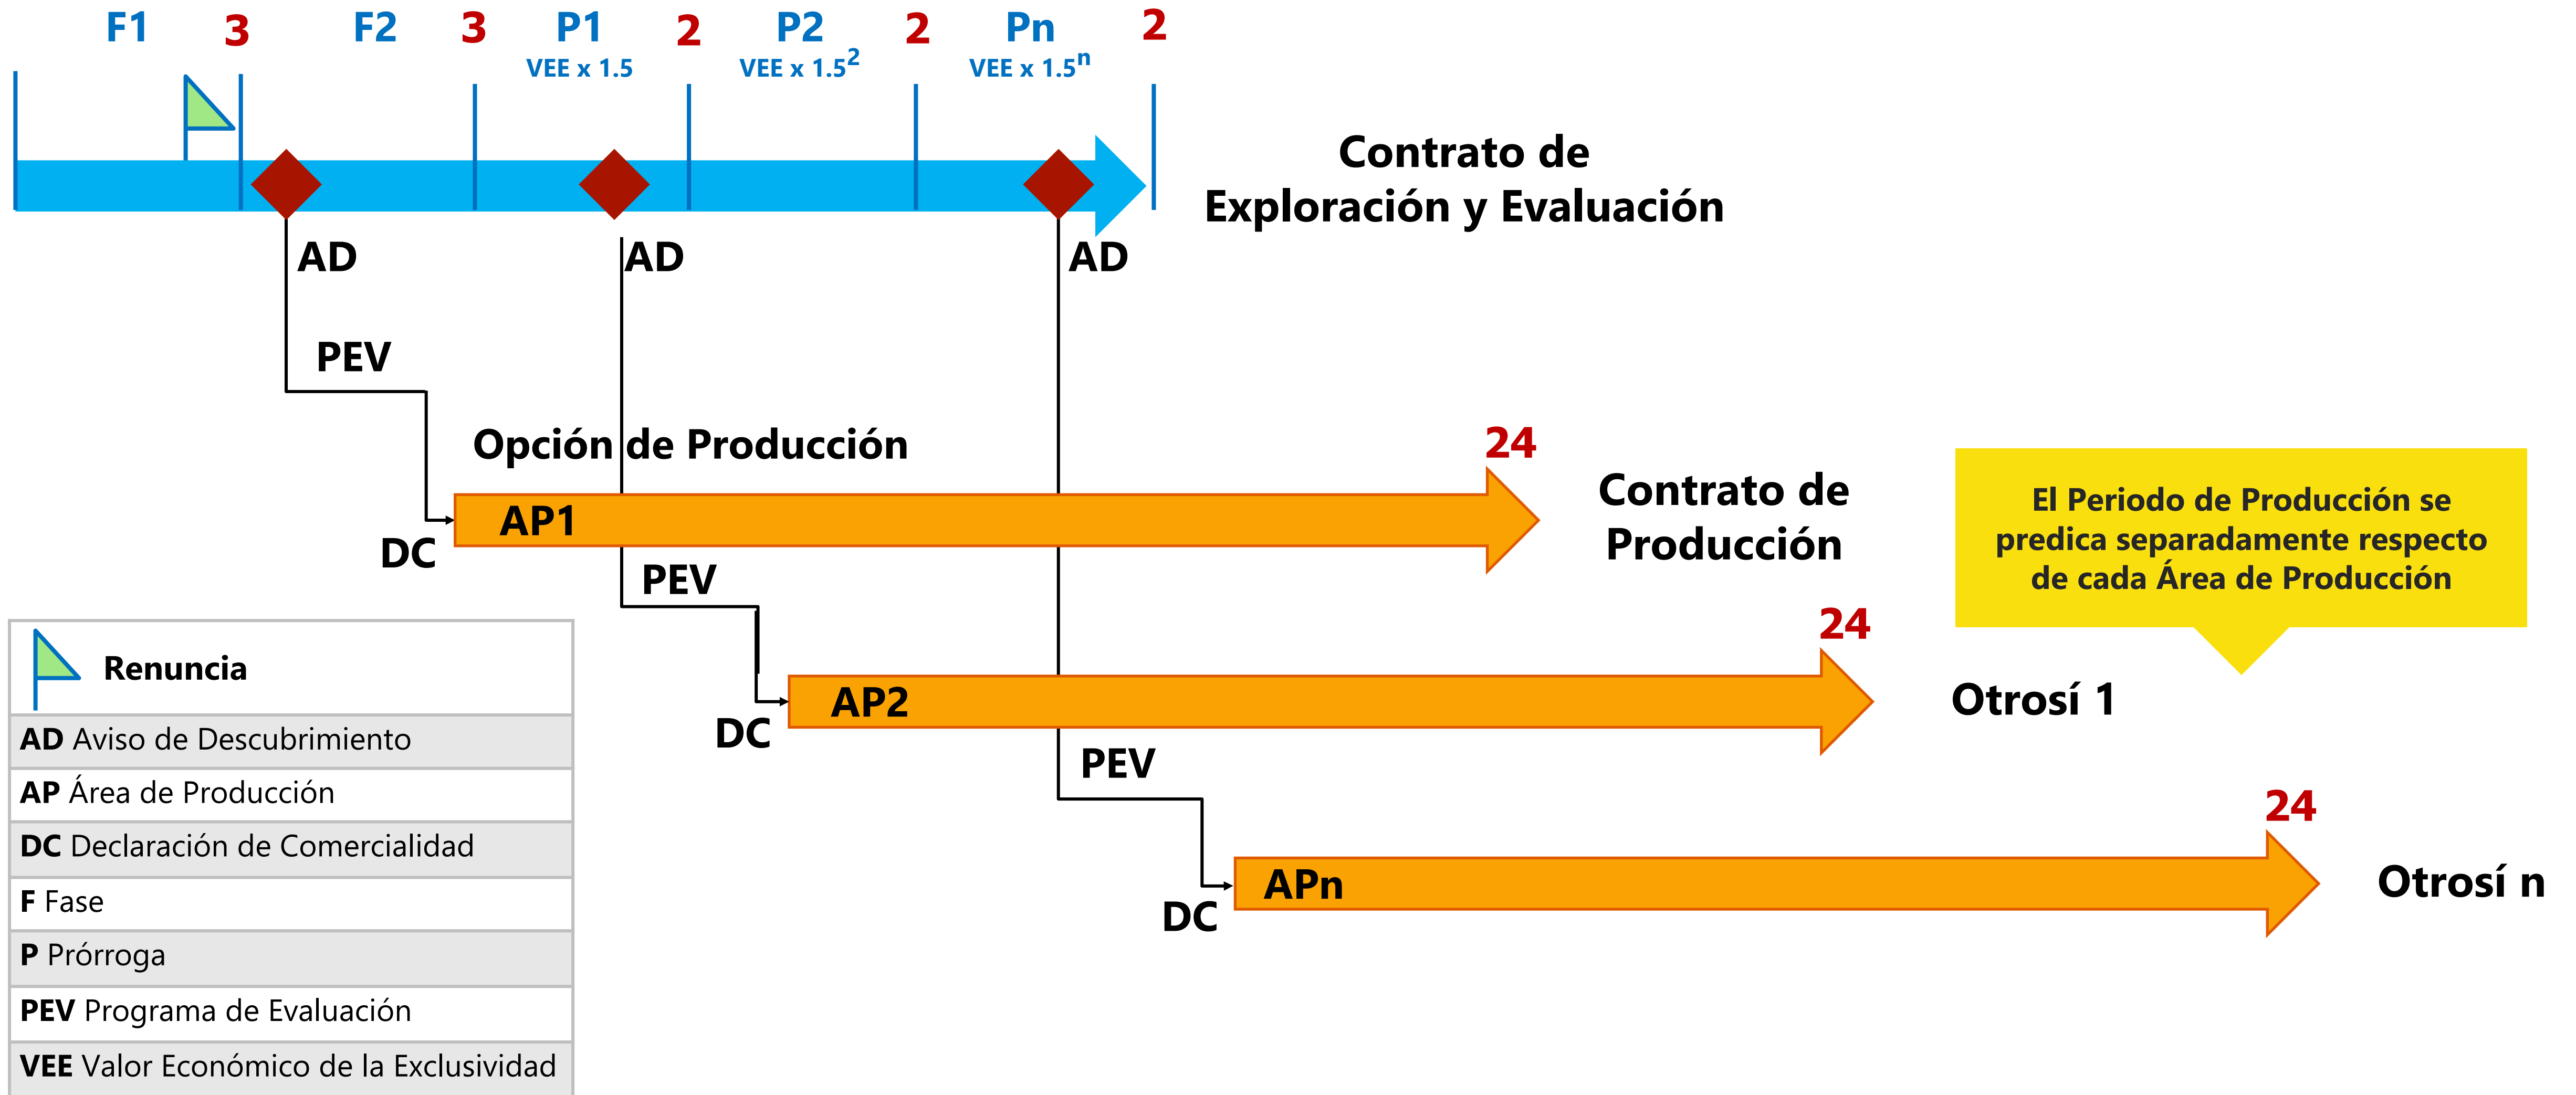 F1 3 F2 3 P1 2 P2 2 Pn 2
VEE x 1.5 VEE x 1.5² VEE x 1.5ⁿ
Contrato de
Exploración y Evaluación
AD AD AD
PEV
Opción de Producción
24
AP1
DC
Contrato de
Producción
El Periodo de Producción se
predica separadamente respecto
de cada Área de Producción
PEV
24
AP2
DC
Otrosí 1
PEV
24
APn
DC
Otrosí n
Renuncia
AD Aviso de Descubrimiento
AP Área de Producción
DC Declaración de Comercialidad
F Fase
P Prórroga
PEV Programa de Evaluación
VEE Valor Económico de la Exclusividad